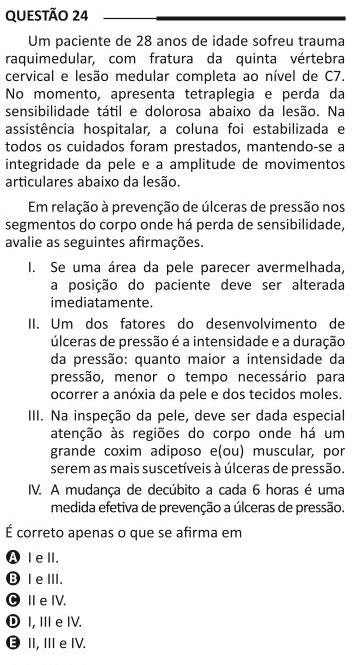 QUESTÃO 24
Um paciente de 28 anos de idade sofreu trauma
raquimedular, com fratura da quinta vértebra
cervical e lesão medular completa ao nível de C7.
No momento, apresenta tetraplegia e perda da
sensibilidade tátil e dolorosa abaixo da lesão. Na
assistência hospitalar, a coluna foi estabilizada e
todos os cuidados foram prestados, mantendo-se a
integridade da pele e a amplitude de movimentos
articulares abaixo da lesão.
Em relação à prevenção de úlceras de pressão nos
segmentos do corpo onde há perda de sensibilidade,
avalie as seguintes afirmações.
I. Se uma área da pele parecer avermelhada,
a posição do paciente deve ser alterada
imediatamente.
II. Um dos fatores do desenvolvimento de
úlceras de pressão é a intensidade e a duração
da pressão: quanto maior a intensidade da
pressão, menor o tempo necessário para
ocorrer a anóxia da pele e dos tecidos moles.
III. Na inspeção da pele, deve ser dada especial
atenção às regiões do corpo onde há um
grande coxim adiposo e(ou) muscular, por
serem as mais suscetíveis à úlceras de pressão.
IV. A mudança de decúbito a cada 6 horas é uma
medida efetiva de prevenção a úlceras de pressão.
É correto apenas o que se afirma em
A I e II.
B I e III.
C II e IV.
D I, III e IV.
E II, III e IV.